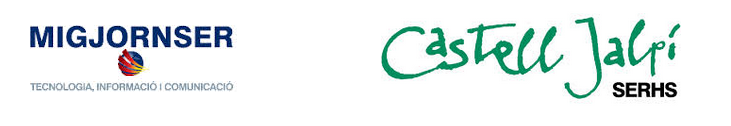 MIGJORNSER
TECNOLOGIA, INFORMACIÓ I COMUNICACIÓ
Castell Jalpí
SERHS